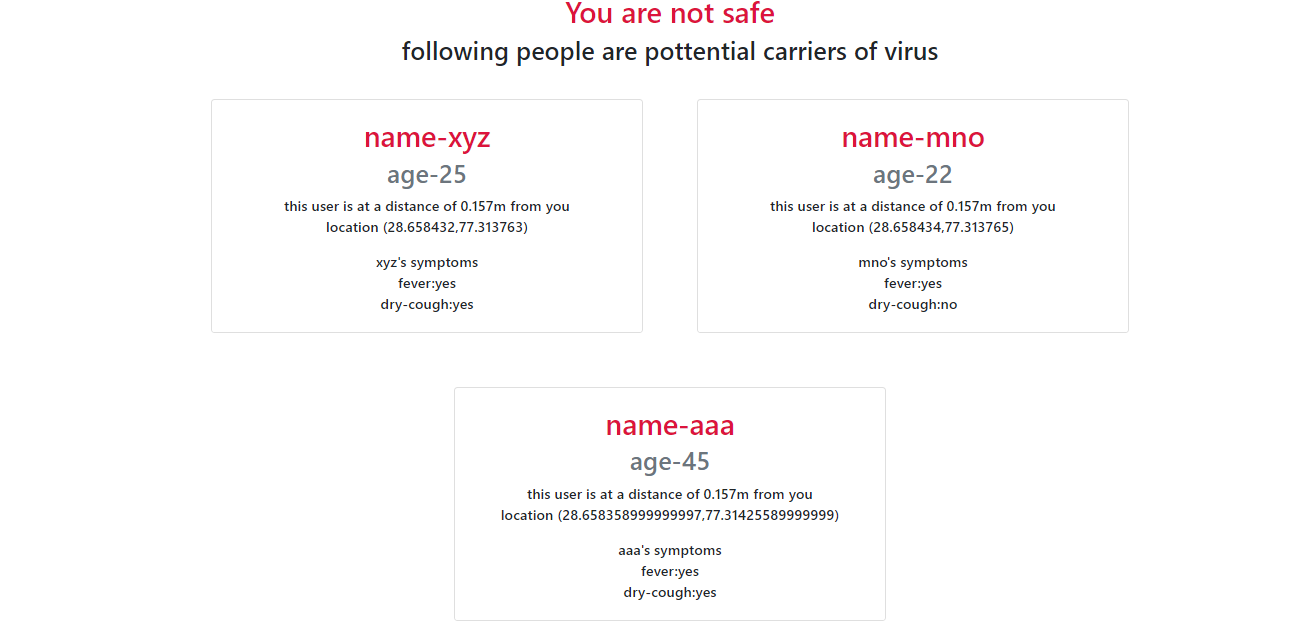 You are not safe
following people are pottential carriers of virus
name-xyz
age-25
this user is at a distance of 0.157m from you
location (28.658432,77.313763)
xyz's symptoms
fever:yes
dry-cough:yes
name-mno
age-22
this user is at a distance of 0.157m from you
location (28.658434,77.313765)
mno's symptoms
fever:yes
dry-cough:no
name-aaa
age-45
this user is at a distance of 0.157m from you
location (28.658358999999997,77.31425589999999)
aaa's symptoms
fever:yes
dry-cough:yes